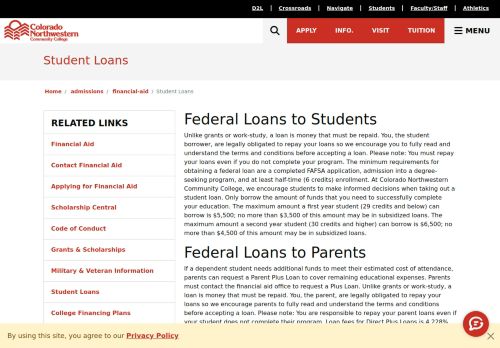 D2L | Crossroads | Navigate | Students | Faculty/Staff | Athletics
Colorado
Northwestern
Community College
APPLY INFO. VISIT TUITION MENU
Student Loans
Home / admissions / financial-aid / Student Loans
RELATED LINKS
Financial Aid
Contact Financial Aid
Applying for Financial Aid
Scholarship Central
Code of Conduct
Grants & Scholarships
Military & Veteran Information
Student Loans
College Financing Plans
Federal Loans to Students
Unlike grants or work-study, a loan is money that must be repaid. You, the student
borrower, are legally obligated to repay your loans so we encourage you to fully read and
understand the terms and conditions before accepting a loan. Please note: You must repay
your loans even if you do not complete your program. The minimum requirements for
obtaining a federal loan are a completed FAFSA application, admission into a degree-
seeking program, and at least half-time (6 credits) enrollment. At Colorado Northwestern
Community College, we encourage students to make informed decisions when taking out a
student loan. Only borrow the amount of funds that you need to successfully complete
your education. The maximum amount a first year student (29 credits and below) can
borrow is $5,500; no more than $3,500 of this amount may be in subsidized loans. The
maximum amount a second year student (30 credits and higher) can borrow is $6,500; no
more than $4,500 of this amount may be in subsidized loans.
Federal Loans to Parents
If a dependent student needs additional funds to meet their estimated cost of attendance,
parents can request a Parent Plus Loan to cover remaining educational expenses. Parents
must contact the financial aid office to request a Plus Loan. Unlike grants or work-study, a
loan is money that must be repaid. You, the parent, are legally obligated to repay your
loans so we encourage parents to fully read and understand the terms and conditions
before accepting a loan. Please note: You are responsible to repay your parent loans even if
your student does not complete their program. Loan fees for Direct Plus Loans is 4.228%
By using this site, you agree to our Privacy Policy